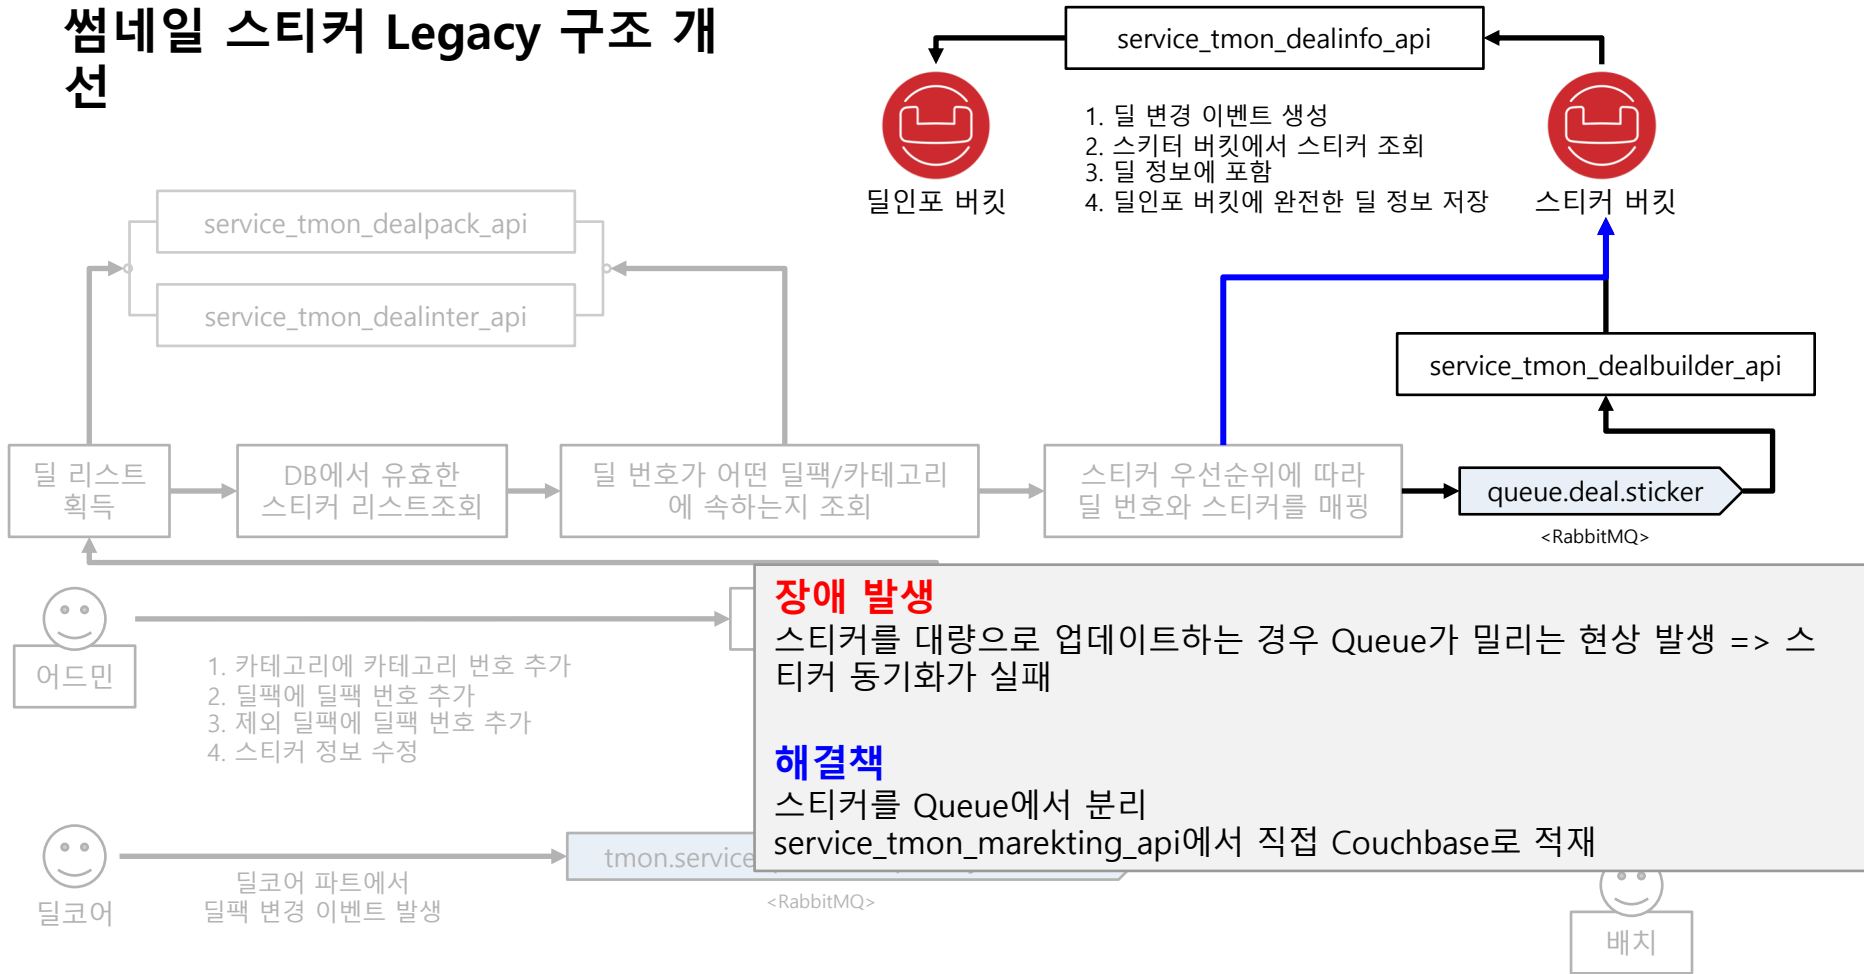 썸네일 스티커 Legacy 구조 개
선
service_tmon_dealinfo_api
1. 딜 변경 이벤트 생성
2. 스키터 버킷에서 스티커 조회
3. 딜 정보에 포함
4. 딜인포 버킷에 완전한 딜 정보 저장
딜인포 버킷
스티커 버킷
service_tmon_dealpack_api
service_tmon_dealinter_api
service_tmon_dealbuilder_api
딜 리스트
획득
DB에서 유효한
스티커 리스트조회
딜 번호가 어떤 딜팩/카테고리
에 속하는지 조회
스티커 우선순위에 따라
딜 번호와 스티커를 매핑
queue.deal.sticker
<RabbitMQ>
어드민
1. 카테고리에 카테고리 번호 추가
2. 딜팩에 딜팩 번호 추가
3. 제외 딜팩에 딜팩 번호 추가
4. 스티커 정보 수정
장애 발생
스티커를 대량으로 업데이트하는 경우 Queue가 밀리는 현상 발생 => 스
티커 동기화가 실패
해결책
스티커를 Queue에서 분리
service_tmon_marekting_api에서 직접 Couchbase로 적재
딜코어
딜코어 파트에서
딜팩 변경 이벤트 발생
tmon.service
<RabbitMQ>
배치